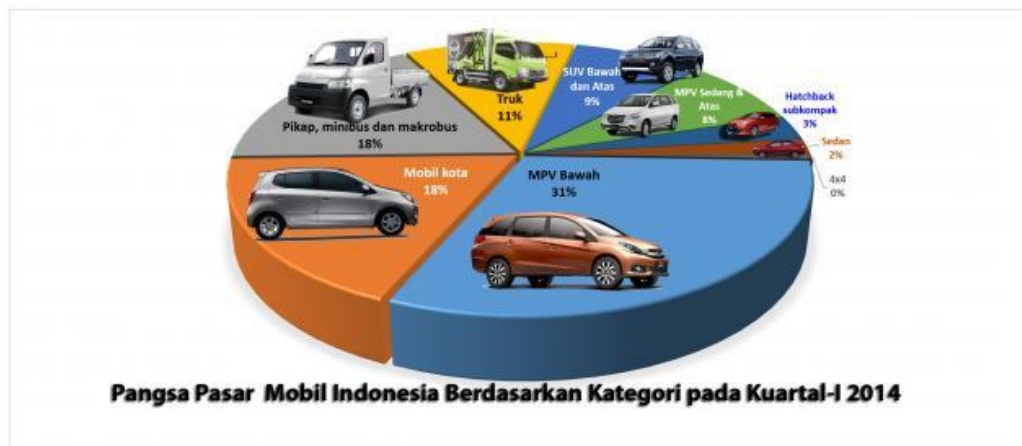 Pikap, minibus dan makrobus
18%
Truk
11%
SUV Bawah
dan Atas
9%
MPV Sedang &
Atas
8%
Hatchback
subkompak
3%
Sedan
2%
4x4
0%
Mobil kota
18%
MPV Bawah
31%
Pangsa Pasar Mobil Indonesia Berdasarkan Kategori pada Kuartal-I 2014